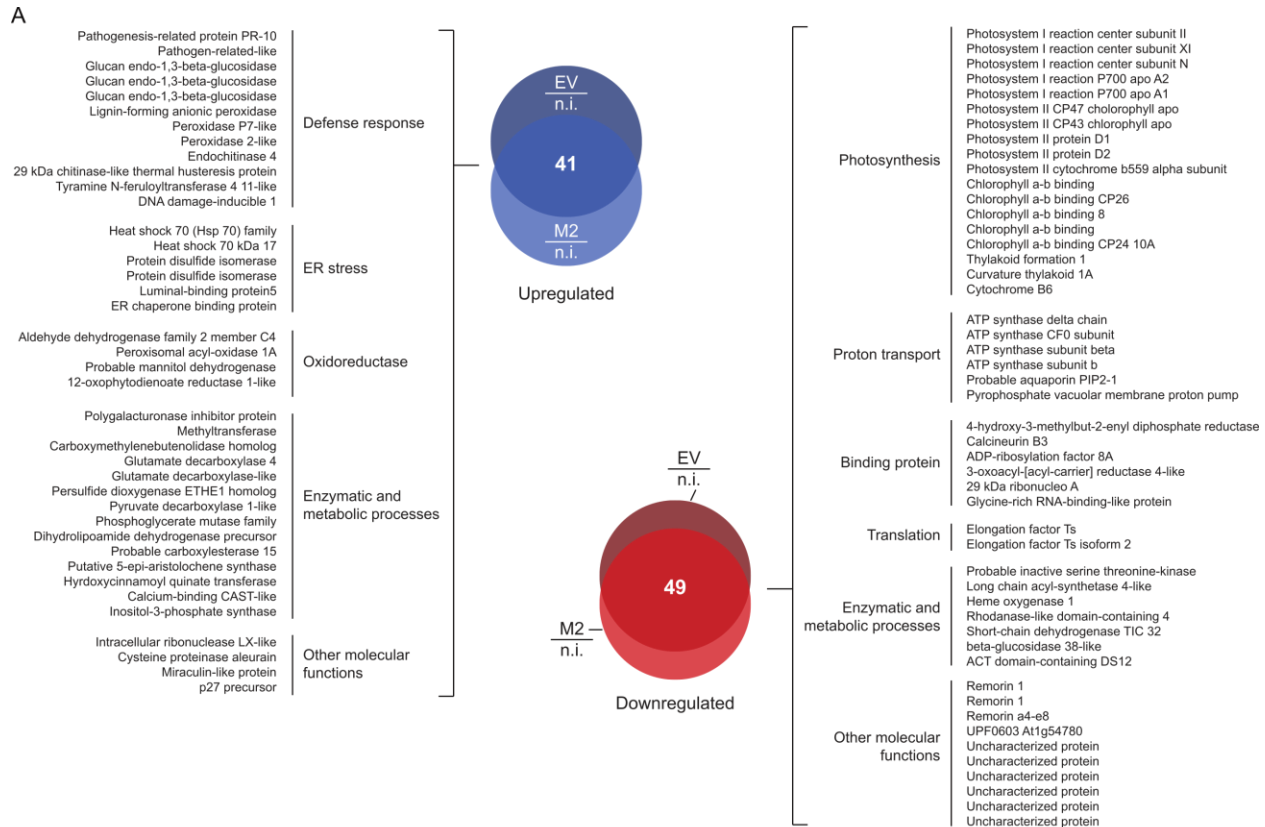 A
Pathogenesis-related protein PR-10
Pathogen-related-like
Glucan endo-1,3-beta-glucosidase
Glucan endo-1,3-beta-glucosidase
Glucan endo-1,3-beta-glucosidase
Lignin-forming anionic peroxidase
Peroxidase P7-like
Peroxidase 2-like
Endochitinase 4
29 kDa chitinase-like thermal husteresis protein
Tyramine N-feruloyltransferase 4 11-like
DNA damage-inducible 1
Defense response
Heat shock 70 (Hsp 70) family
Heat shock 70 kDa 17
Protein disulfide isomerase
Protein disulfide isomerase
Luminal-binding protein5
ER chaperone binding protein
ER stress
Aldehyde dehydrogenase family 2 member C4
Peroxisomal acyl-oxidase 1A
Probable mannitol dehydrogenase
12-oxophytodienoate reductase 1-like
Oxidoreductase
Polygalacturonase inhibitor protein
Methyltransferase
Carboxymethylenebutenolidase homolog
Glutamate decarboxylase 4
Glutamate decarboxylase-like
Persulfide dioxygenase ETHE1 homolog
Pyruvate decarboxylase 1-like
Phosphoglycerate mutase family
Dihydrolipoamide dehydrogenase precursor
Probable carboxylesterase 15
Putative 5-epi-aristolochene synthase
Hyrdoxycinnamoyl quinate transferase
Calcium-binding CAST-like
Inositol-3-phosphate synthase
Enzymatic and
metabolic processes
Intracellular ribonuclease LX-like
Cysteine proteinase aleurain
Miraculin-like protein
p27 precursor
Other molecular
functions
EV
n.i.
41
M2
n.i.
Upregulated
EV
n.i.
49
M2
n.i.
Downregulated
Photosynthesis
Photosystem I reaction center subunit II
Photosystem I reaction center subunit XI
Photosystem I reaction center subunit N
Photosystem I reaction P700 apo A2
Photosystem I reaction P700 apo A1
Photosystem II CP47 cholorophyll apo
Photosystem II CP43 chlorophyll apo
Photosystem II protein D1
Photosystem II protein D2
Photosystem II cytochrome b559 alpha subunit
Chlorophyll a-b binding
Chlorophyll a-b binding CP26
Chlorophyll a-b binding 8
Chlorophyll a-b binding
Chlorophyll a-b binding CP24 10A
Thylakoid formation 1
Curvature thylakoid 1A
Cytochrome B6
Proton transport
ATP synthase delta chain
ATP synthase CF0 subunit
ATP synthase subunit beta
ATP synthase subunit b
Probable aquaporin PIP2-1
Pyrophosphate vacuolar membrane proton pump
Binding protein
4-hydroxy-3-methylbut-2-enyl diphosphate reductase
Calcineurin B3
ADP-ribosylation factor 8A
3-oxoacyl-[acyl-carrier] reductase 4-like
29 kDa ribonucleo A
Glycine-rich RNA-binding-like protein
Translation
Elongation factor Ts
Elongation factor Ts isoform 2
Enzymatic and
metabolic processes
Probable inactive serine threonine-kinase
Long chain acyl-synthetase 4-like
Heme oxygenase 1
Rhodanase-like domain-containing 4
Short-chain dehydrogenase TIC 32
beta-glucosidase 38-like
ACT domain-containing DS12
Other molecular
functions
Remorin 1
Remorin 1
Remorin a4-e8
UPF0603 At1g54780
Uncharacterized protein
Uncharacterized protein
Uncharacterized protein
Uncharacterized protein
Uncharacterized protein
Uncharacterized protein